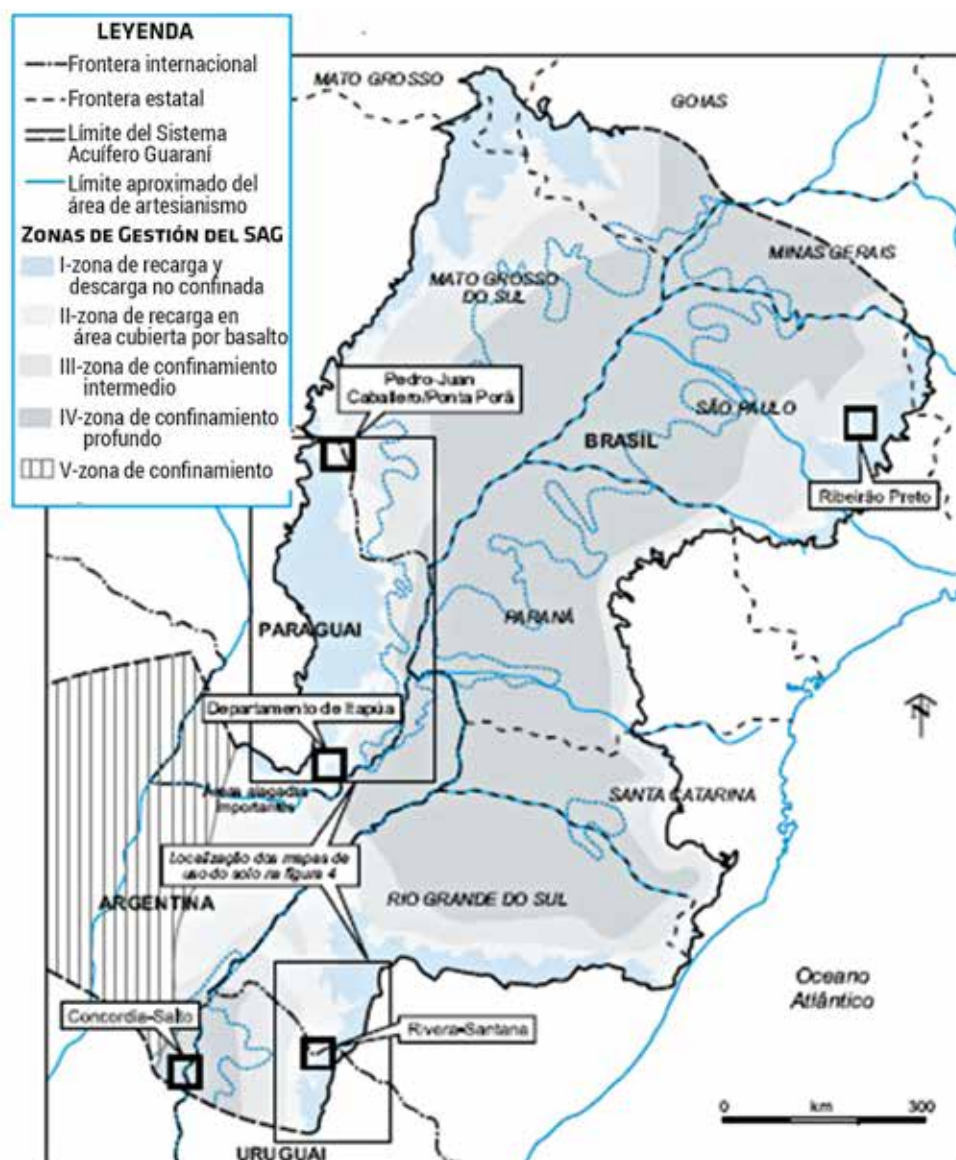 LEYENDA
Frontera internacional
Frontera estatal
Límite del Sistema
Acuífero Guaraní
Límite aproximado del
área de artesianismo
ZONAS DE GESTIÓN DEL SAG
I-zona de recarga y
descarga no confinada
II-zona de recarga en
área cubierta por basalto
III-zona de confinamiento
intermedio
IV-zona de confinamiento
profundo
V-zona de confinamiento
MATO GROSSO
GOIAS
MINAS GERAIS
MATO GROSSO
DO SUL
Pedro-Juan
Caballero/Ponta Porã
SÃO PAULO
BRASIL
Ribeirão Preto
PARANÁ
PARAGUAI
Departamento de Itapúa
Áreas alagadas
importantes
SANTA CATARINA
Localização dos mapas de
uso do solo na figura 4
ARGENTINA
RIO GRANDE DO SUL
Oceano
Atlântico
Concordia-Salto
Rivera-Santana
N
0 km 300
URUGUAI